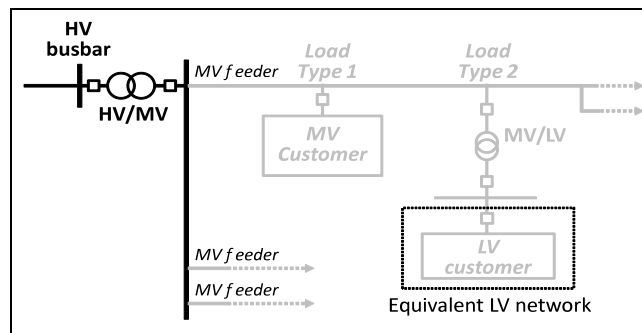 HV
busbar
HV/MV
MV feeder
Load
Type 1
Load
Type 2
MV
Customer
MV/LV
LV
customer
Equivalent LV network
MV feeder
MV feeder